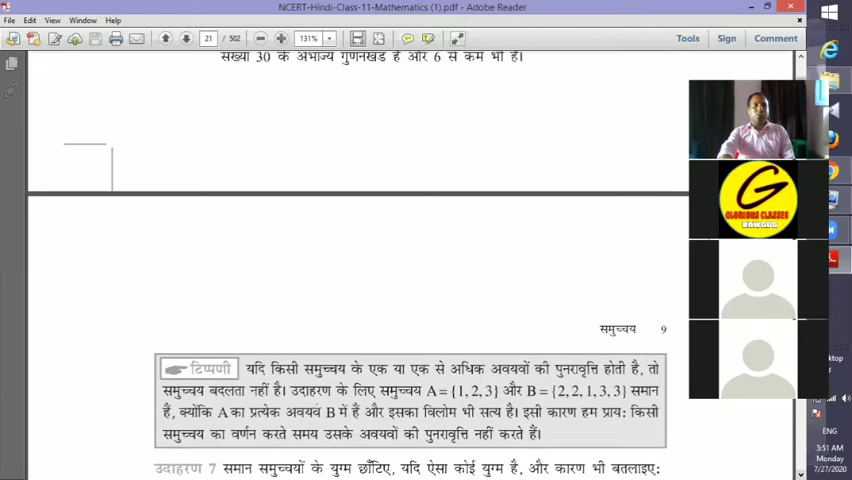 NCERT-Hindi-Class-11-Mathematics (1).pdf - Adobe Reader
File Edit View Window Help
21 / 502 131% Tools Sign Comment
संख्या 30 के अभाज्य गुणनखंड हैं और 6 से कम भी हैं।
GLORIOUS CLASSES
समुच्चय 9
टिप्पणी यदि किसी समुच्चय के एक या एक से अधिक अवयवों की पुनरावृत्ति होती है, तो
समुच्चय बदलता नहीं है। उदाहरण के लिए समुच्चय A = {1, 2, 3} और B = {2, 2, 1, 3, 3} समान
हैं, क्योंकि A का प्रत्येक अवयव B में हैं और इसका विलोम भी सत्य है। इसी कारण हम प्राय: किसी
समुच्चय का वर्णन करते समय उसके अवयवों की पुनरावृत्ति नहीं करते हैं।
उदाहरण 7 समान समुच्चयों के युग्म छाँटिए, यदि ऐसा कोई युग्म है, और कारण भी बतलाइए:
Desktop
ENG
3:51 AM
Monday
7/27/2020